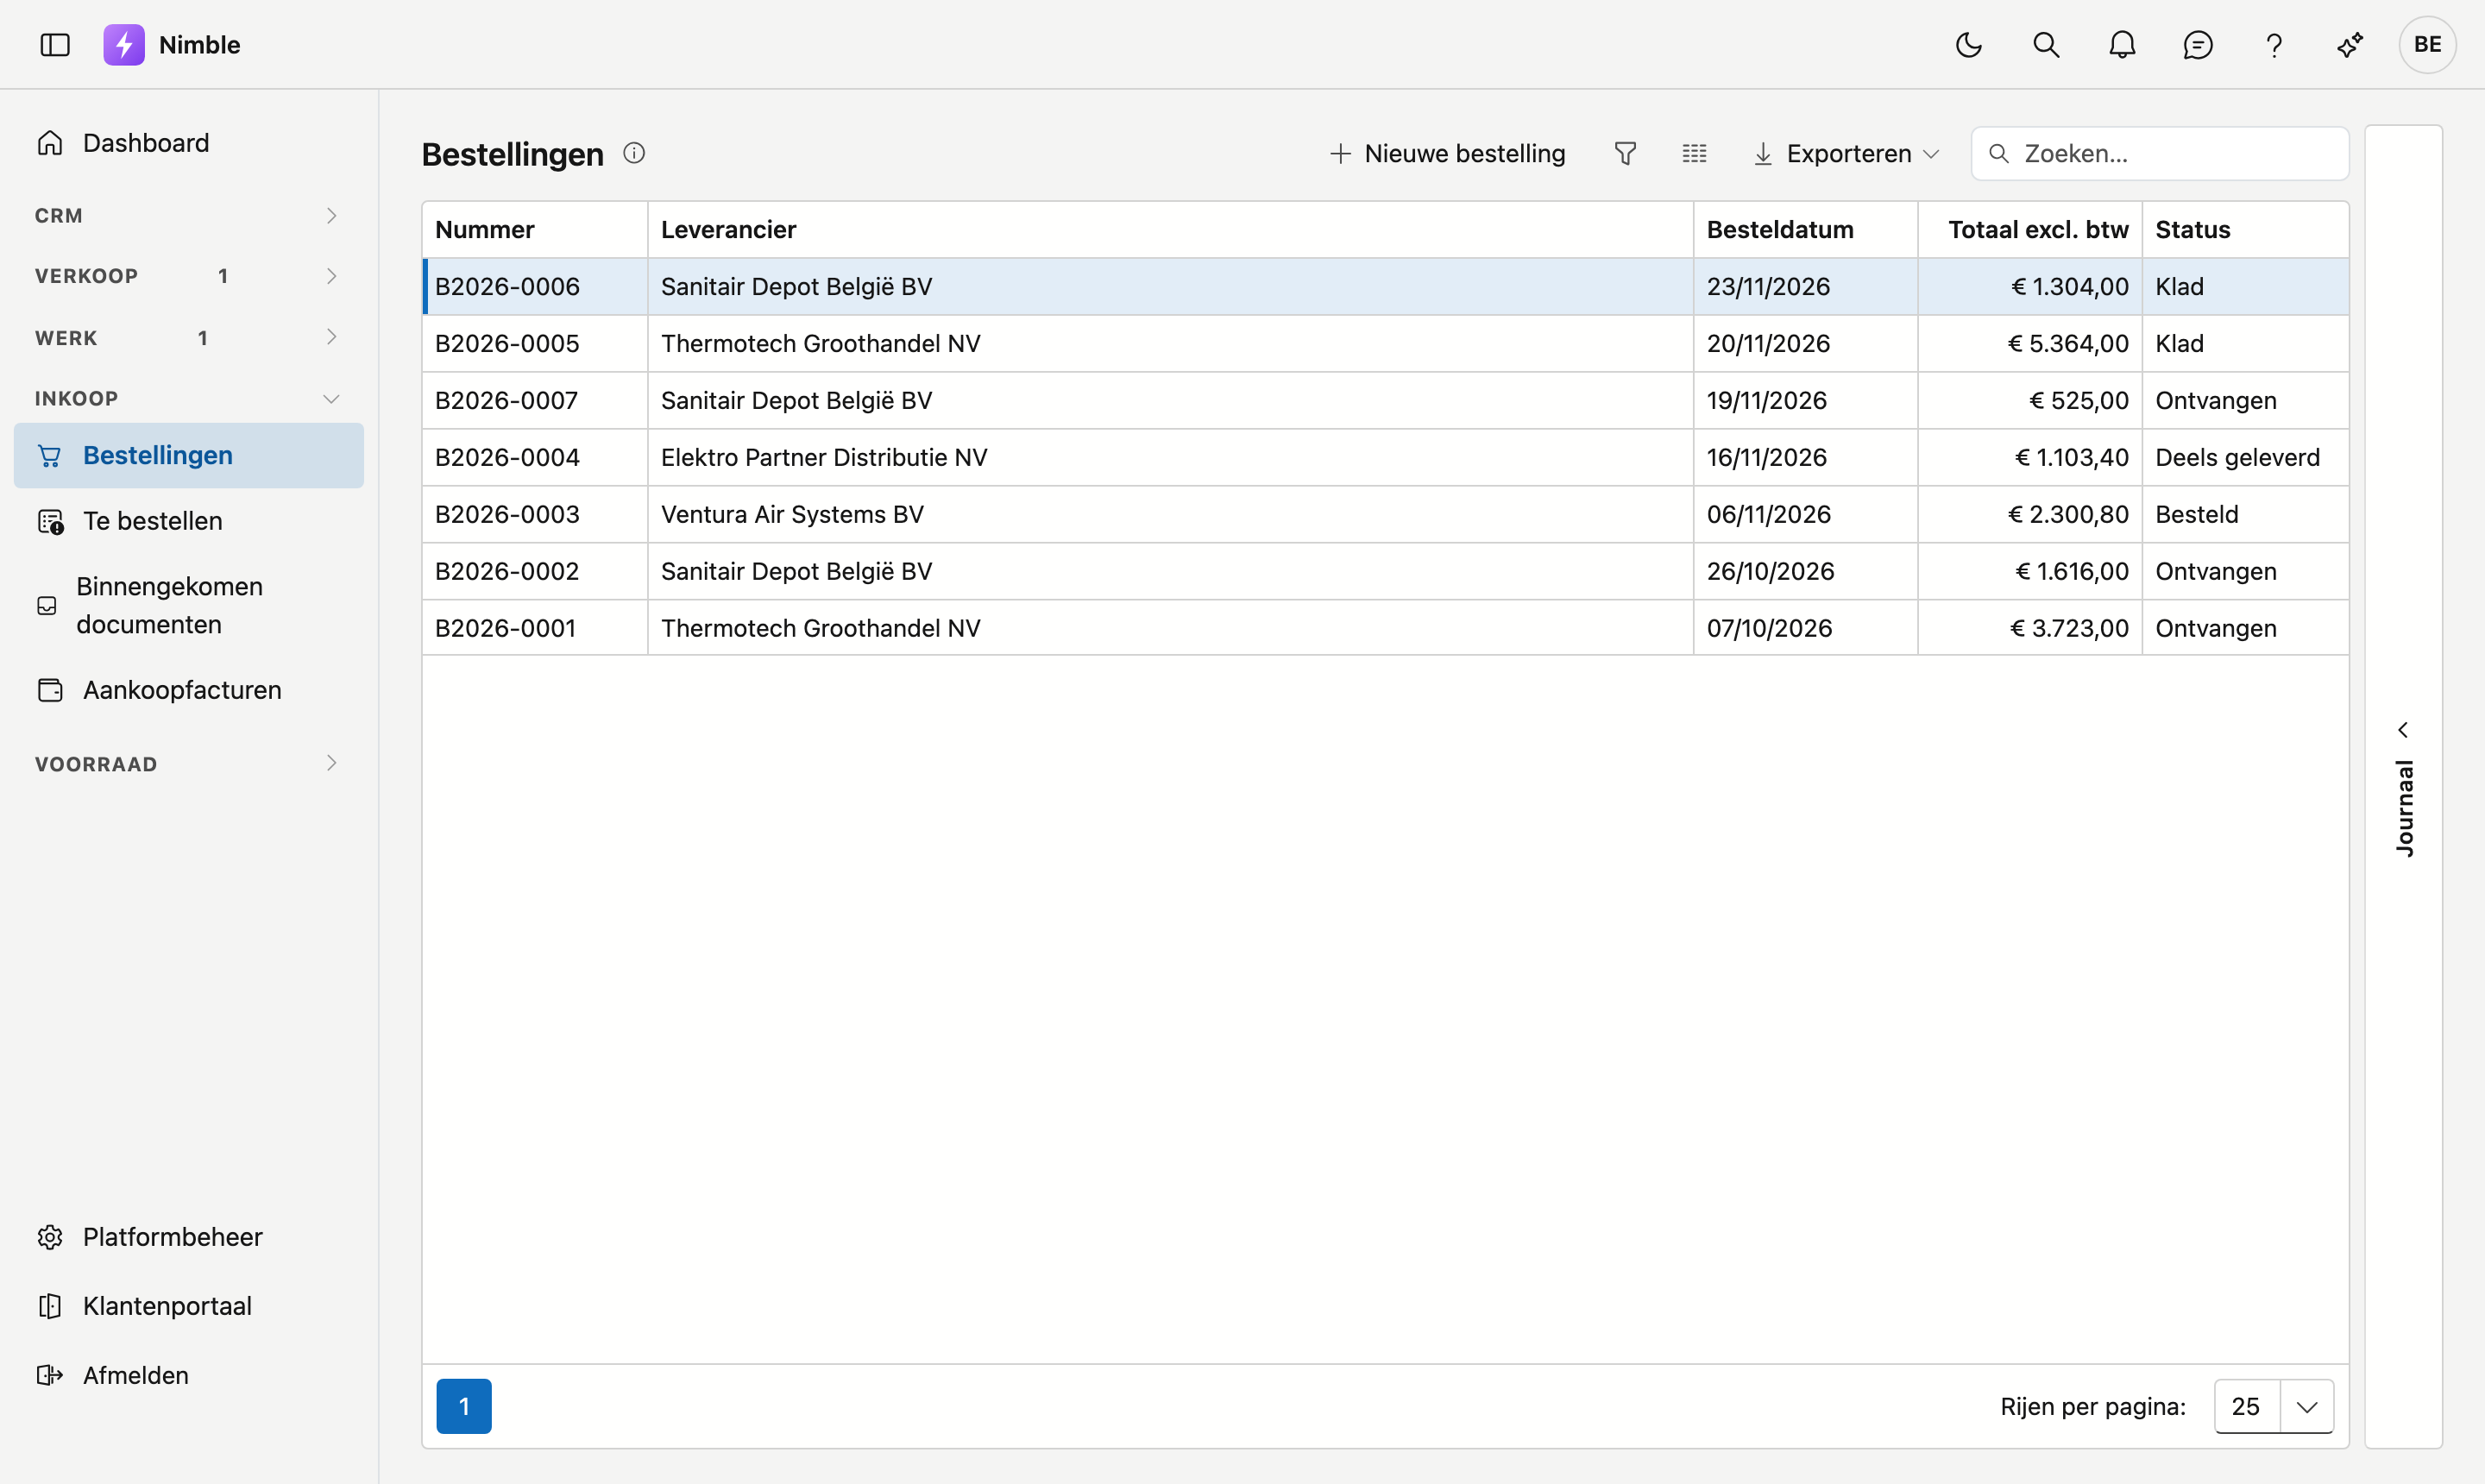 Nimble
BE
Dashboard
CRM
VERKOOP 1
WERK 1
INKOOP
Bestellingen
Te bestellen
Binnengekomen
documenten
Aankoopfacturen
VOORRAAD
Platformbeheer
Klantenportaal
Afmelden
Bestellingen
Nieuwe bestelling
Exporteren
Zoeken...
Nummer Leverancier Besteldatum Totaal excl. btw Status
B2026-0006 Sanitair Depot België BV 23/11/2026 € 1.304,00 Klad
B2026-0005 Thermotech Groothandel NV 20/11/2026 € 5.364,00 Klad
B2026-0007 Sanitair Depot België BV 19/11/2026 € 525,00 Ontvangen
B2026-0004 Elektro Partner Distributie NV 16/11/2026 € 1.103,40 Deels geleverd
B2026-0003 Ventura Air Systems BV 06/11/2026 € 2.300,80 Besteld
B2026-0002 Sanitair Depot België BV 26/10/2026 € 1.616,00 Ontvangen
B2026-0001 Thermotech Groothandel NV 07/10/2026 € 3.723,00 Ontvangen
1
Rijen per pagina: 25
Journaal